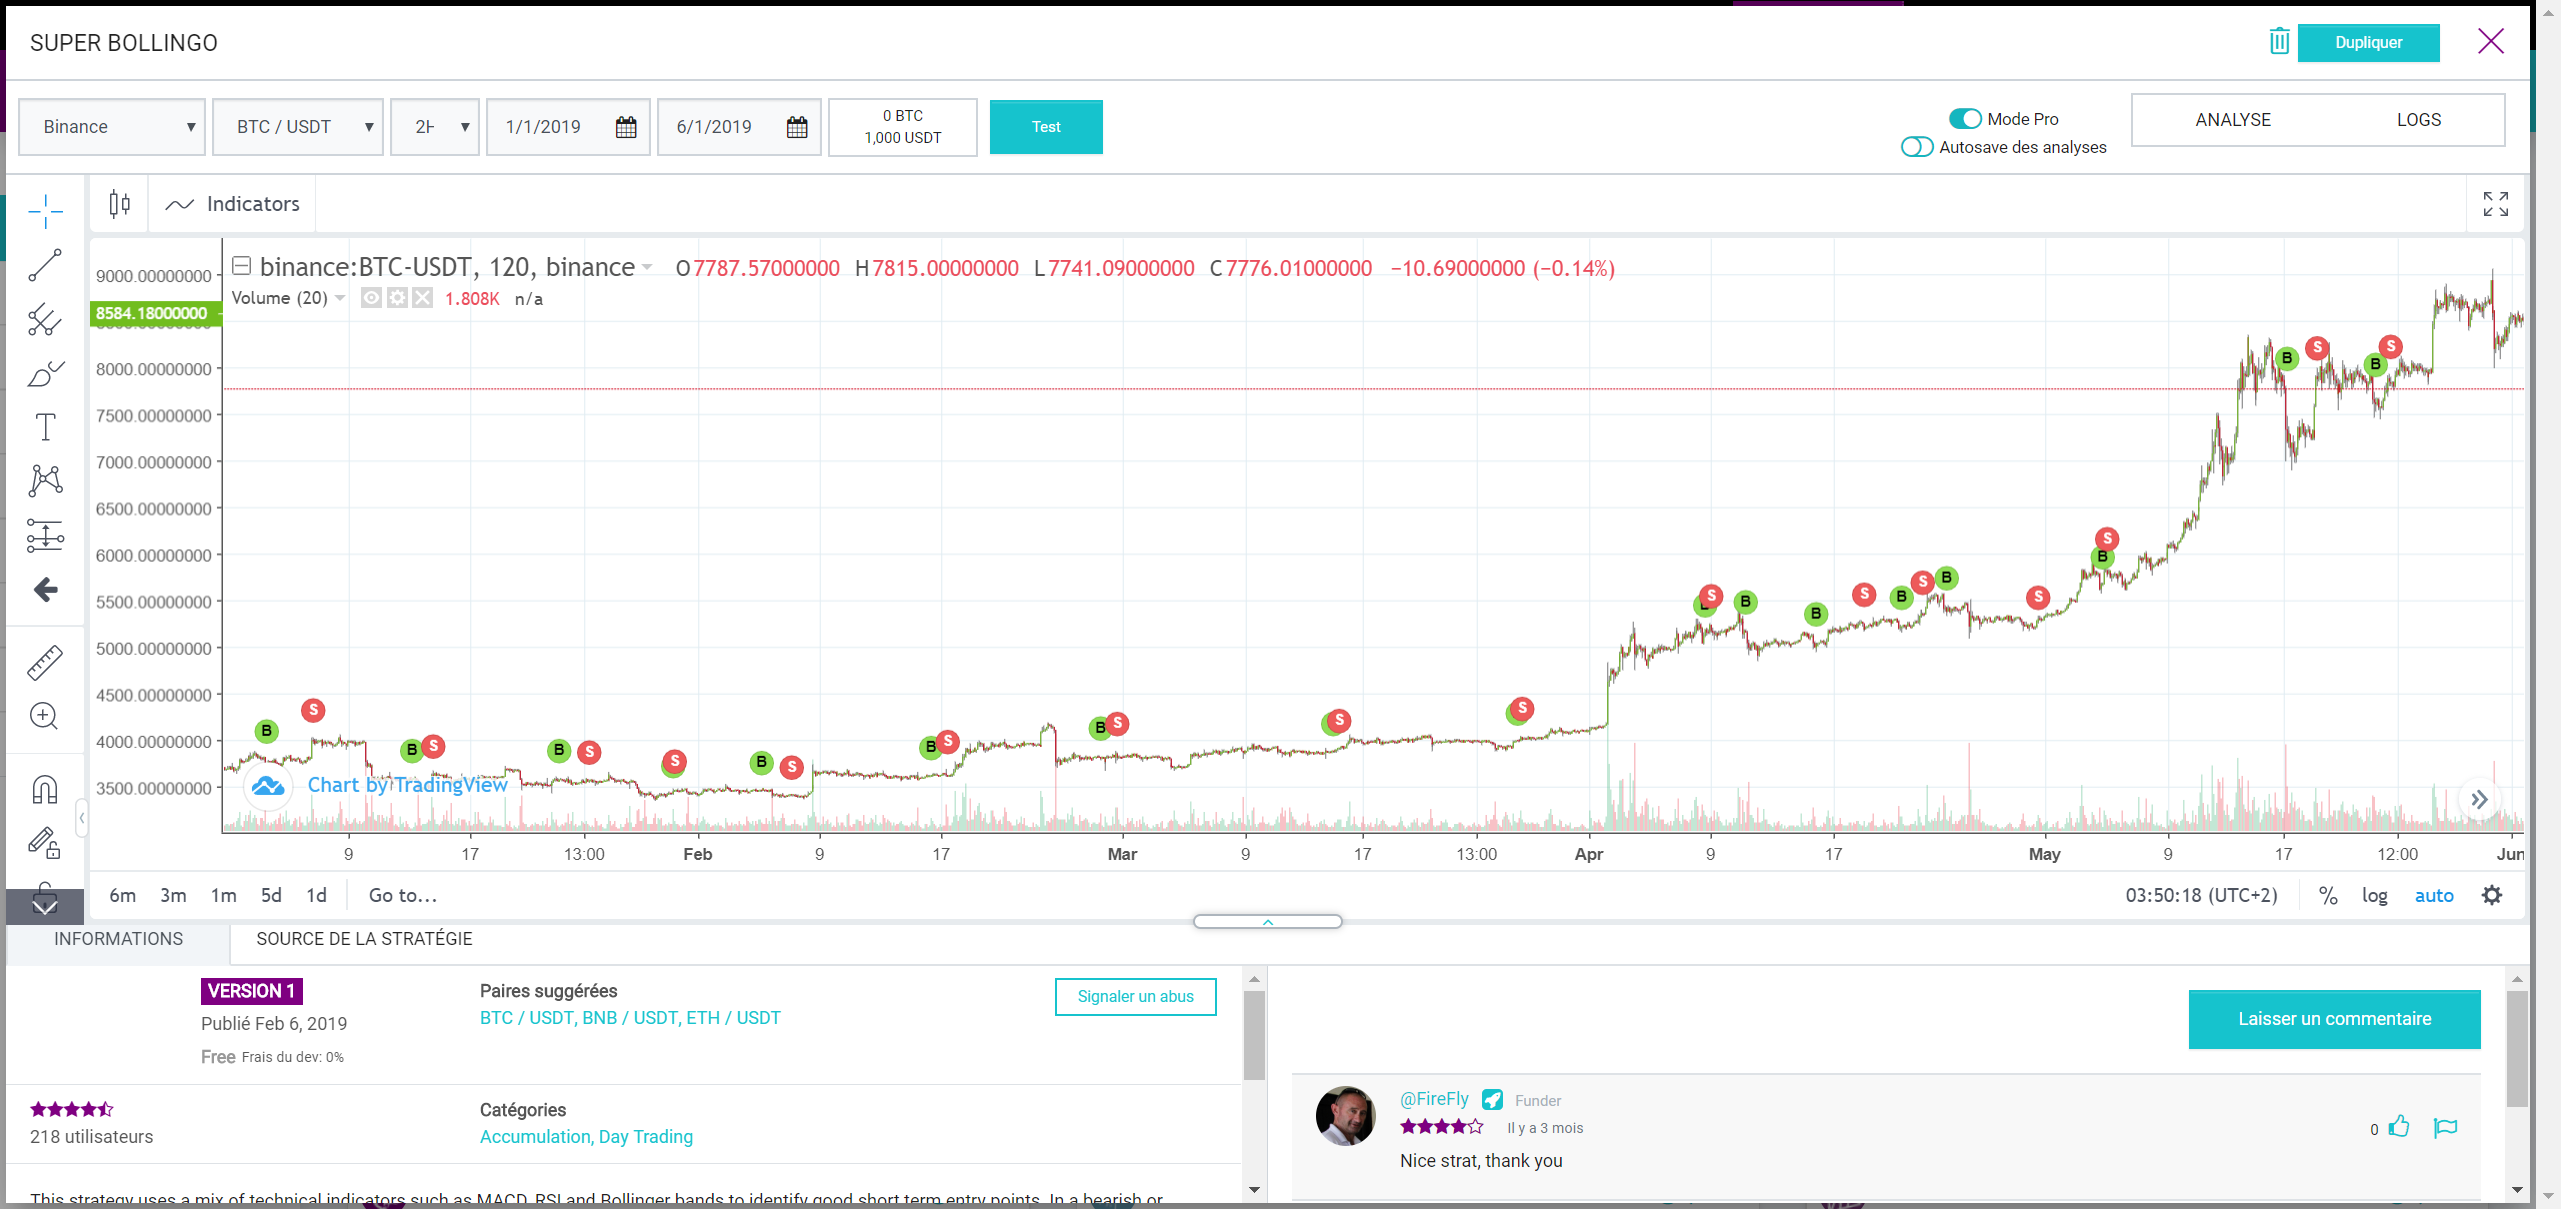 SUPER BOLLINGO
Dupliquer
Binance
BTC / USDT
1/1/2019
6/1/2019
0 BTC
1,000 USDT
Test
Mode Pro
Autosave des analyses
ANALYSE
LOGS
Indicators
binance:BTC-USDT, 120, binance O7787.57000000 H7815.00000000 L7741.09000000 C7776.01000000 −10.69000000 (−0.14%)
Volume (20) 1.808K n/a
9000.00000000
8584.18000000
8000.00000000
7500.00000000
7000.00000000
6500.00000000
6000.00000000
5500.00000000
5000.00000000
4500.00000000
4000.00000000
3500.00000000
B S B S B S S B S B S B S S S S B B S B S B S B S B S B S
Chart by TradingView
9 17 13:00 Feb 9 17 Mar 9 17 13:00 Apr 9 17 May 9 17 12:00 Jun
6m 3m 1m 5d 1d Go to...
03:50:18 (UTC+2) % log auto
INFORMATIONS
SOURCE DE LA STRATÉGIE
VERSION 1
Publié Feb 6, 2019
Free Frais du dev: 0%
Paires suggérées
BTC / USDT, BNB / USDT, ETH / USDT
Signaler un abus
218 utilisateurs
Catégories
Accumulation, Day Trading
This strategy uses a mix of technical indicators such as MACD, RSI and Bollinger bands to identify good short term entry points. In a bearish or
Laisser un commentaire
@FireFly Funder
Il y a 3 mois
Nice strat, thank you
0